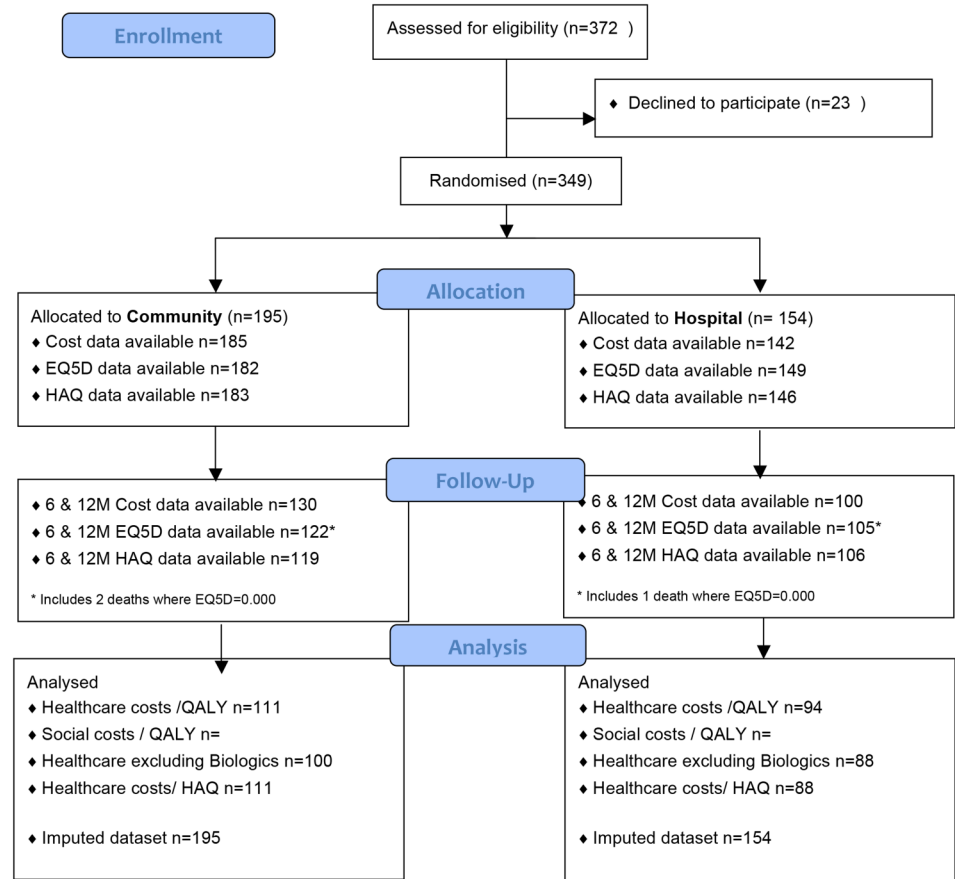 Enrollment
Assessed for eligibility (n=372  )
♦ Declined to participate (n=23  )
Randomised (n=349)
Allocation
Allocated to Community (n=195)
♦ Cost data available n=185
♦ EQ5D data available n=182
♦ HAQ data available n=183
Allocated to Hospital (n= 154)
♦ Cost data available n=142
♦ EQ5D data available n=149
♦ HAQ data available n=146
Follow-Up
♦ 6 & 12M Cost data available n=130
♦ 6 & 12M EQ5D data available n=122*
♦ 6 & 12M HAQ data available n=119
* Includes 2 deaths where EQ5D=0.000
♦ 6 & 12M Cost data available n=100
♦ 6 & 12M EQ5D data available n=105*
♦ 6 & 12M HAQ data available n=106
* Includes 1 death where EQ5D=0.000
Analysis
Analysed
♦ Healthcare costs /QALY n=111
♦ Social costs / QALY n=
♦ Healthcare excluding Biologics n=100
♦ Healthcare costs/ HAQ n=111
♦ Imputed dataset n=195
Analysed
♦ Healthcare costs /QALY n=94
♦ Social costs / QALY n=
♦ Healthcare excluding Biologics n=88
♦ Healthcare costs/ HAQ n=88
♦ Imputed dataset n=154